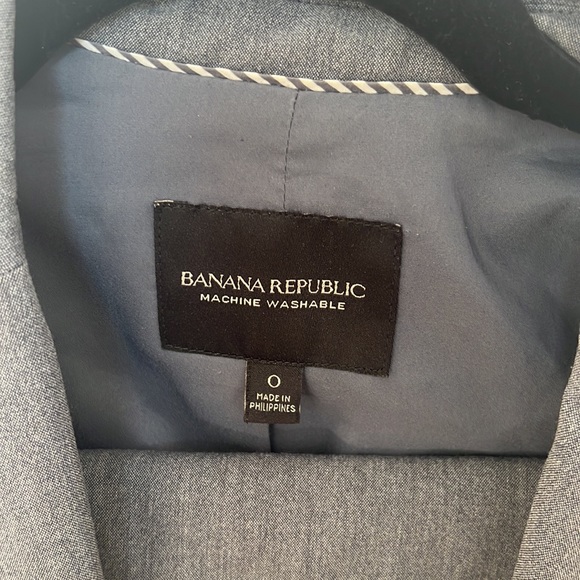 BANANA REPUBLIC
MACHINE WASHABLE
0
MADE IN
PHILIPPINES